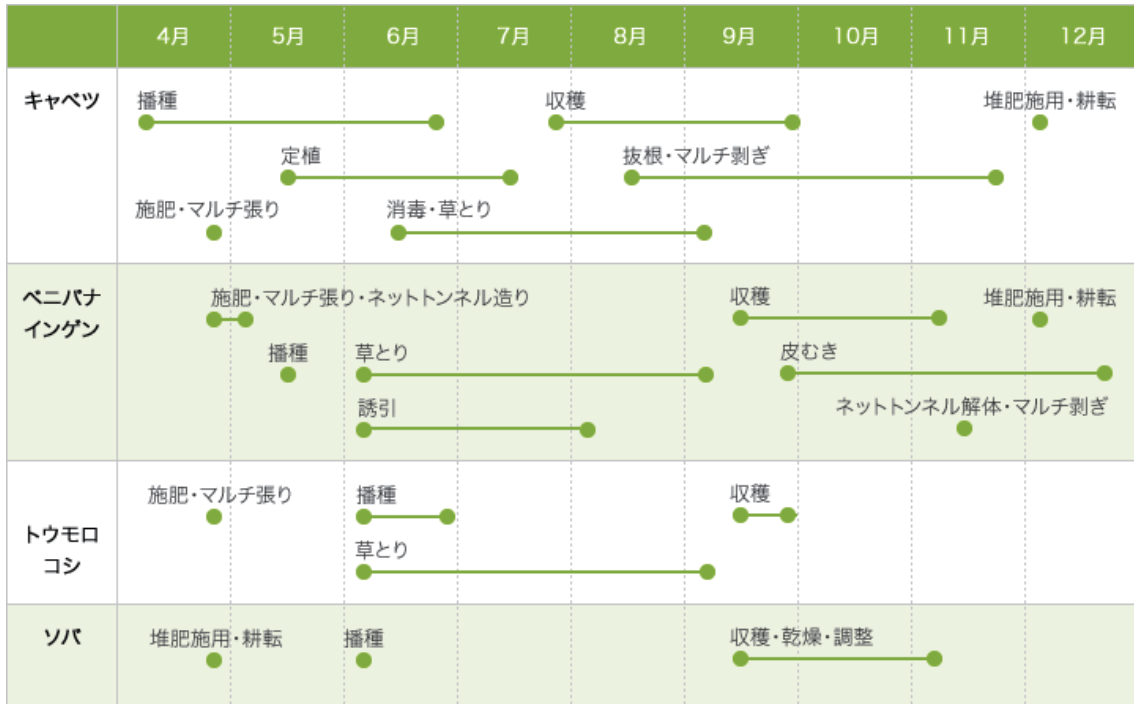 4月 5月 6月 7月 8月 9月 10月 11月 12月
キャベツ
播種 収穫 堆肥施用・耕転
定植 抜根・マルチ剥ぎ
施肥・マルチ張り 消毒・草とり
ベニバナ
インゲン
施肥・マルチ張り・ネットトンネル造り 収穫 堆肥施用・耕転
播種 草とり 皮むき
誘引 ネットトンネル解体・マルチ剥ぎ
トウモロ
コシ
施肥・マルチ張り 播種 収穫
草とり
ソバ
堆肥施用・耕転 播種 収穫・乾燥・調整